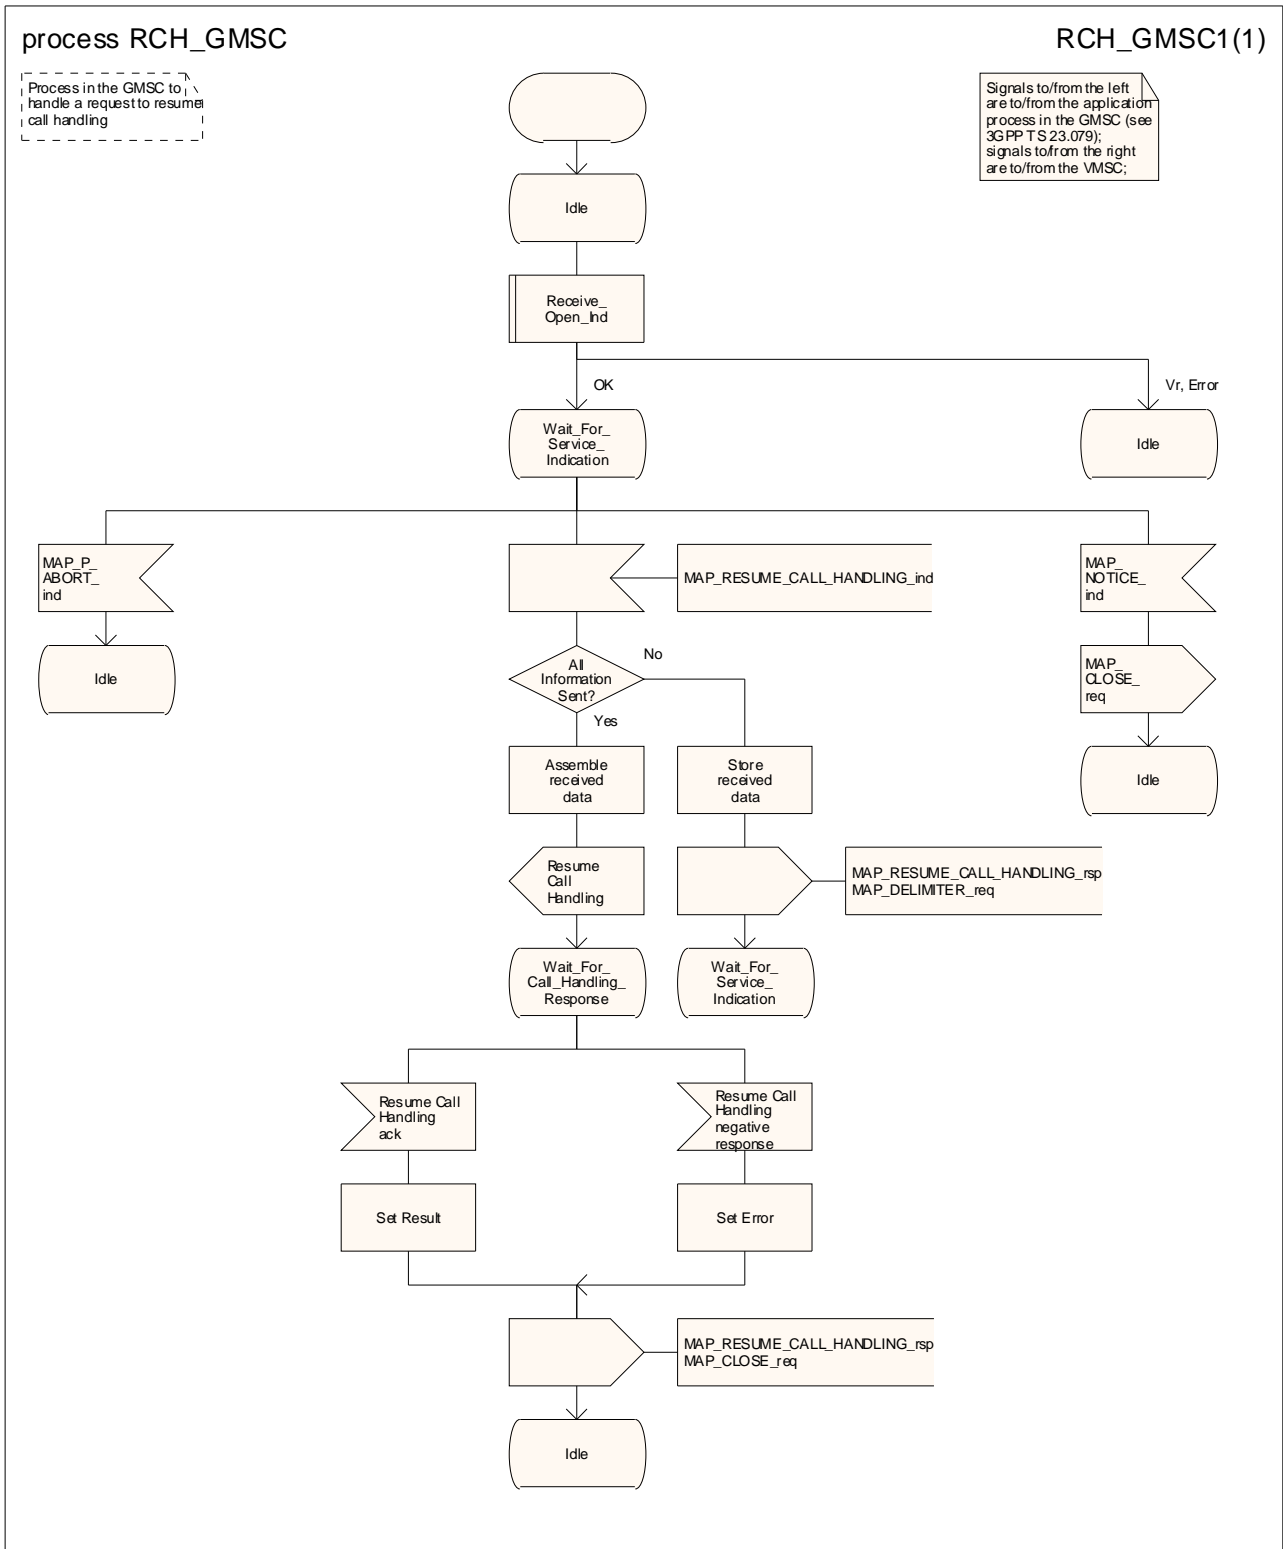 process RCH_GMSC
RCH_GMSC1(1)
Process in the GMSC to
handle a request to resume
call handling
Signals to/from the left
are to/from the application
process in the GMSC (see
3GPP TS 23.079);
signals to/from the right
are to/from the VMSC;
Idle
Receive_
Open_Ind
OK
Vr, Error
Wait_For_
Service_
Indication
Idle
MAP_P_
ABORT_
ind
MAP_RESUME_CALL_HANDLING_ind
MAP_
NOTICE_
ind
Idle
All
Information
Sent?
No
Yes
MAP_
CLOSE_
req
Assemble
received
data
Store
received
data
Idle
Resume
Call
Handling
MAP_RESUME_CALL_HANDLING_rsp
MAP_DELIMITER_req
Wait_For_
Call_Handling_
Response
Wait_For_
Service_
Indication
Resume Call
Handling
ack
Resume Call
Handling
negative
response
Set Result
Set Error
MAP_RESUME_CALL_HANDLING_rsp
MAP_CLOSE_req
Idle